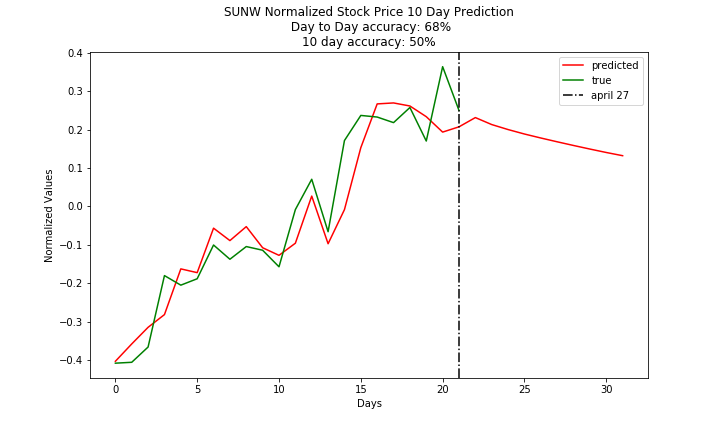 SUNW Normalized Stock Price 10 Day Prediction
Day to Day accuracy: 68%
10 day accuracy: 50%
predicted
true
april 27
0.4
0.3
0.2
0.1
0.0
−0.1
−0.2
−0.3
−0.4
Normalized Values
0 5 10 15 20 25 30
Days